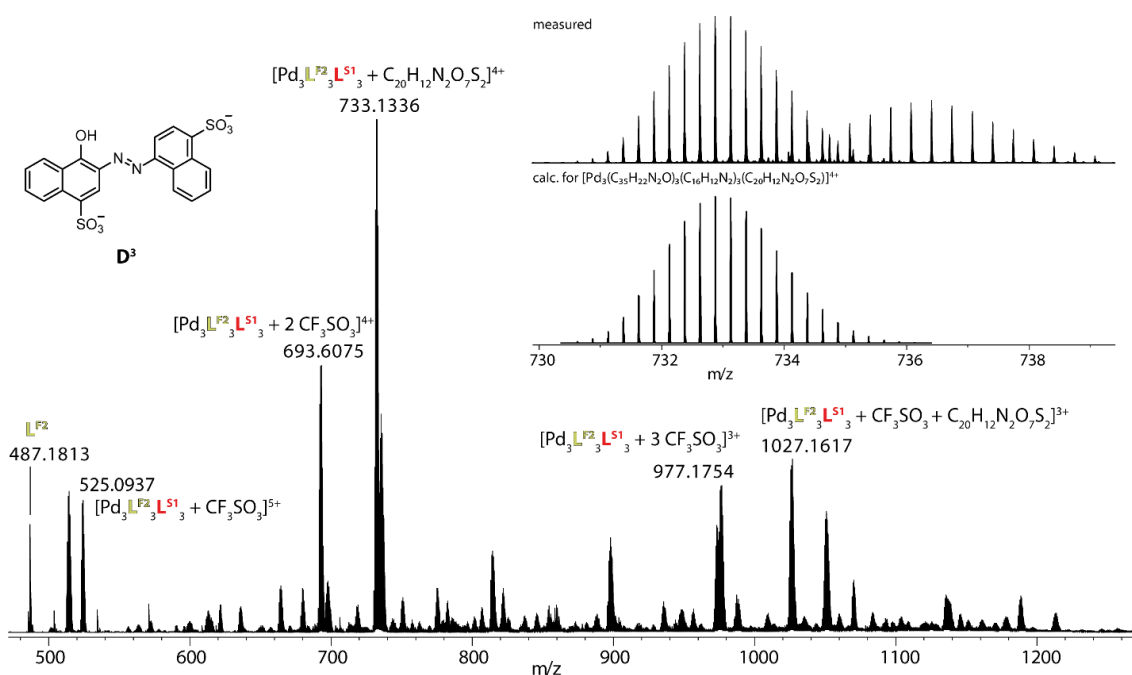 measured
[Pd₃Lᶠ²₃Lˢ¹₃ + C₂₀H₁₂N₂O₇S₂]⁴⁺
733.1336
OH
SO₃⁻
N
N
SO₃⁻
D³
calc. for [Pd₃(C₃₅H₂₂N₂O)₃(C₁₆H₁₂N₂)₃(C₂₀H₁₂N₂O₇S₂)]⁴⁺
[Pd₃Lᶠ²₃Lˢ¹₃ + 2 CF₃SO₃]⁴⁺
693.6075
730 732 734 736 738
m/z
Lᶠ²
487.1813
525.0937
[Pd₃Lᶠ²₃Lˢ¹₃ + CF₃SO₃]⁵⁺
[Pd₃Lᶠ²₃Lˢ¹₃ + 3 CF₃SO₃]³⁺
977.1754
[Pd₃Lᶠ²₃Lˢ¹₃ + CF₃SO₃ + C₂₀H₁₂N₂O₇S₂]³⁺
1027.1617
500 600 700 800 900 1000 1100 1200
m/z